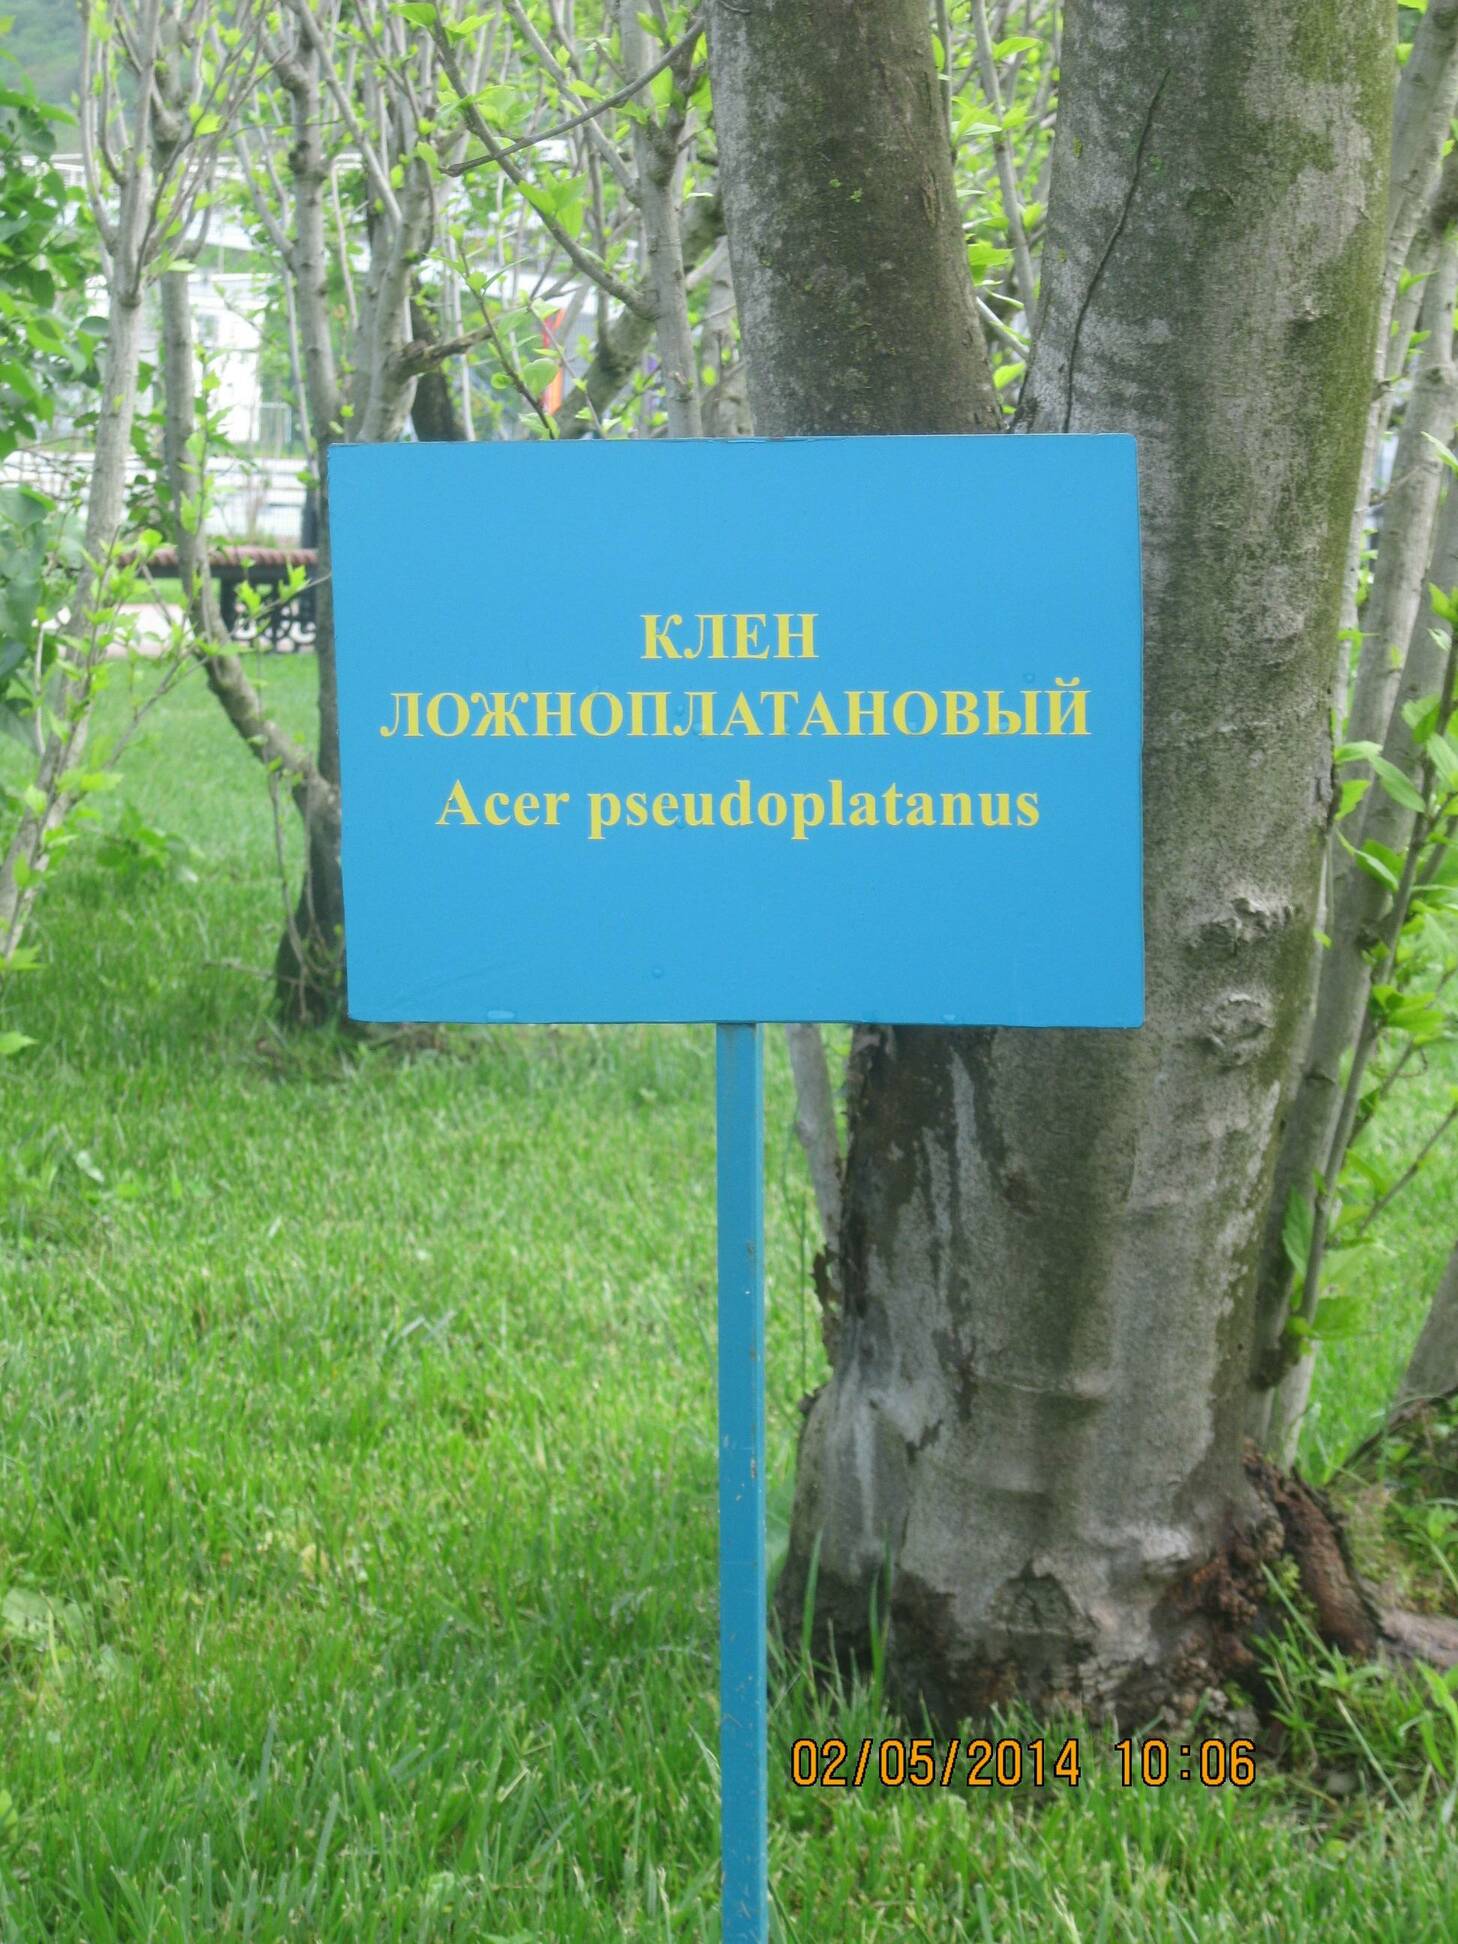 КЛЕН
ЛОЖНОПЛАТАНОВЫЙ
Acer pseudoplatanus
02/05/2014 10:06